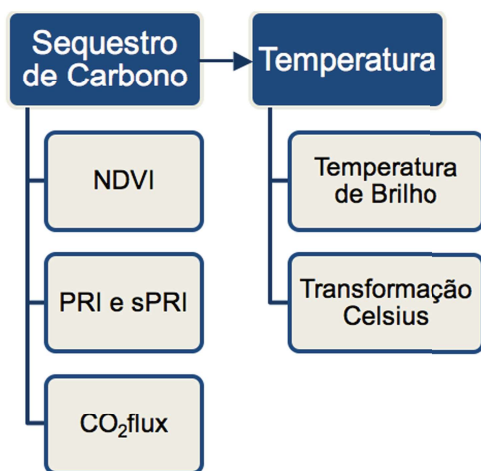 Sequestro
de Carbono
Temperatura
NDVI
PRI e sPRI
CO₂flux
Temperatura
de Brilho
Transformação
Celsius